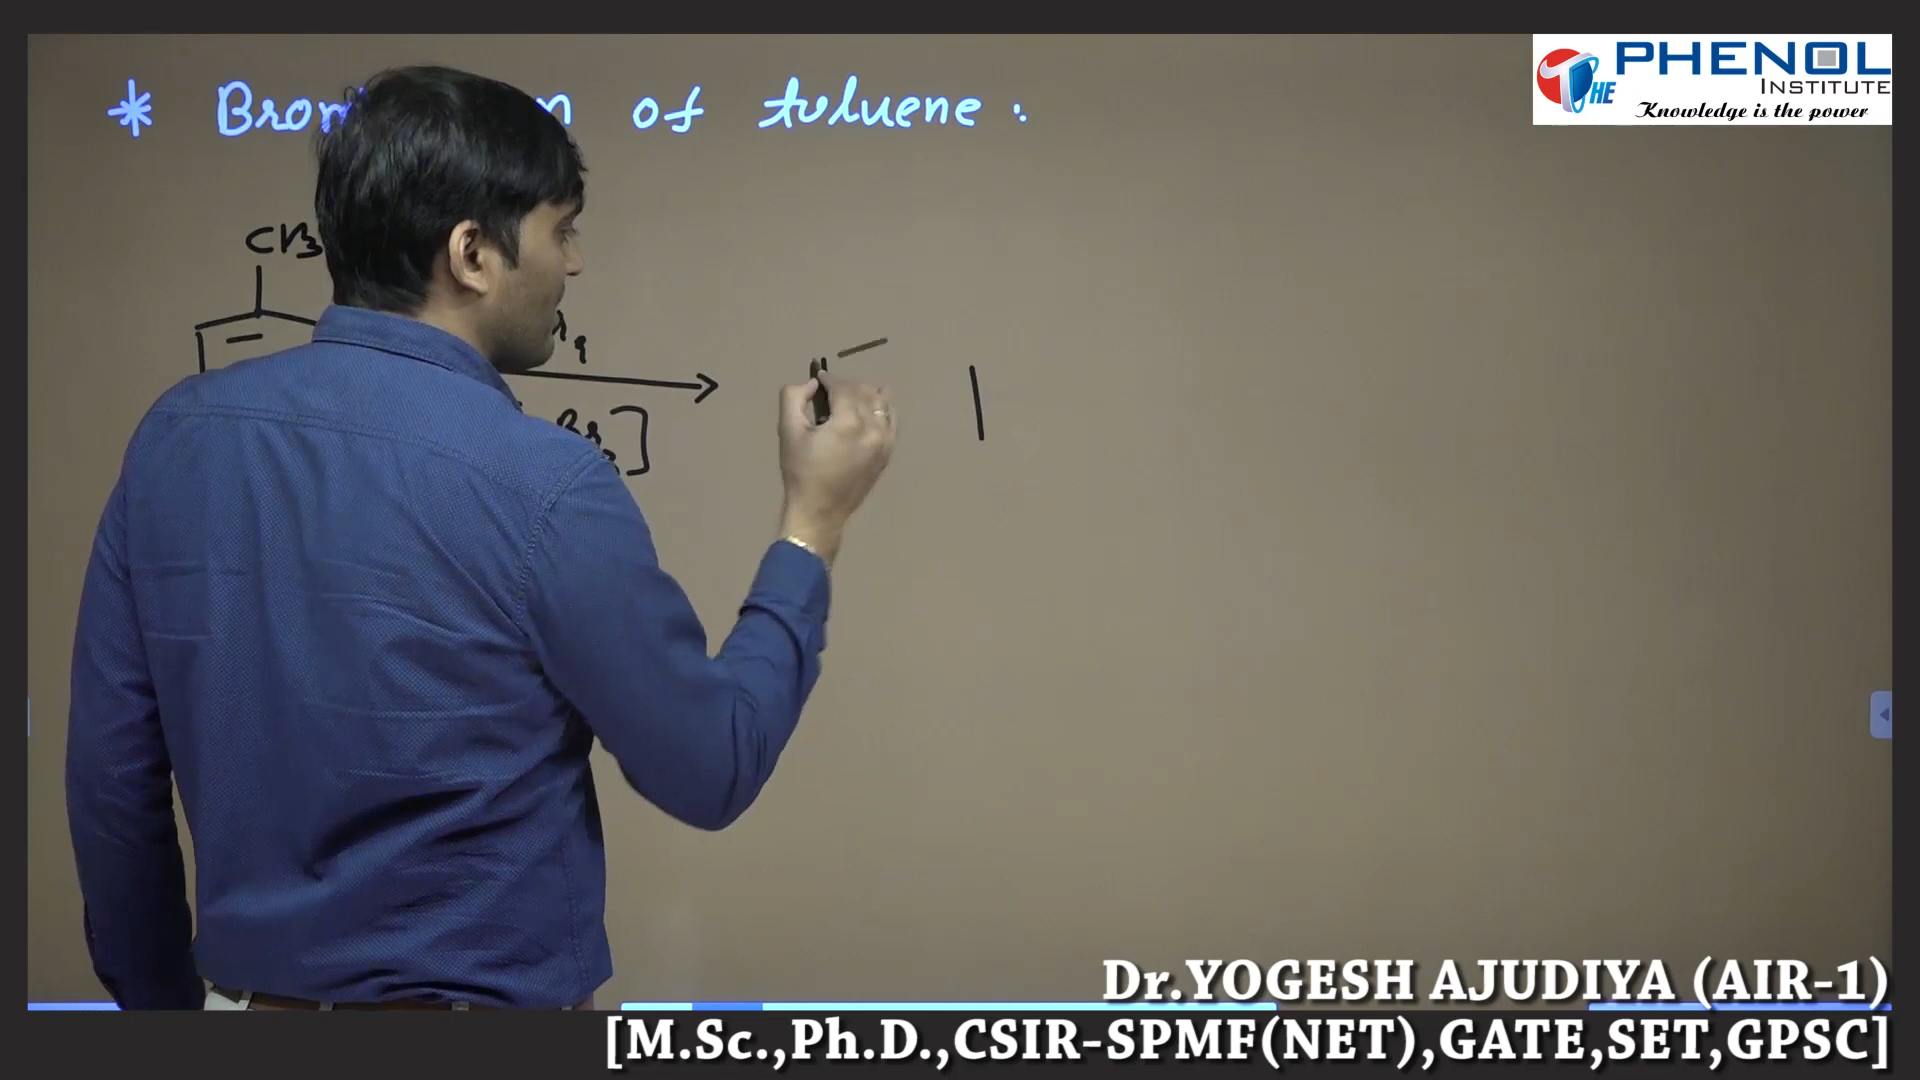 * Bro n of toluene :
CH3
]
THE PHENOL
INSTITUTE
Knowledge is the power
Dr.YOGESH AJUDIYA (AIR-1)
[M.Sc.,Ph.D.,CSIR-SPMF(NET),GATE,SET,GPSC]